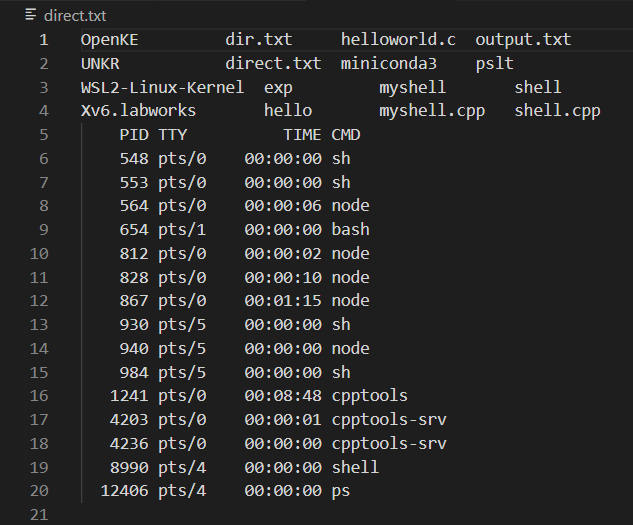 direct.txt
1 OpenKE         dir.txt     helloworld.c  output.txt
2 UNKR           direct.txt  miniconda3    pslt
3 WSL2-Linux-Kernel  exp         myshell       shell
4 Xv6.labworks       hello       myshell.cpp   shell.cpp
5     PID TTY          TIME CMD
6     548 pts/0    00:00:00 sh
7     553 pts/0    00:00:00 sh
8     564 pts/0    00:00:06 node
9     654 pts/1    00:00:00 bash
10     812 pts/0    00:00:02 node
11     828 pts/0    00:00:10 node
12     867 pts/0    00:01:15 node
13     930 pts/5    00:00:00 sh
14     940 pts/5    00:00:00 node
15     984 pts/5    00:00:00 sh
16    1241 pts/0    00:08:48 cpptools
17    4203 pts/0    00:00:01 cpptools-srv
18    4236 pts/0    00:00:00 cpptools-srv
19    8990 pts/4    00:00:00 shell
20   12406 pts/4    00:00:00 ps
21